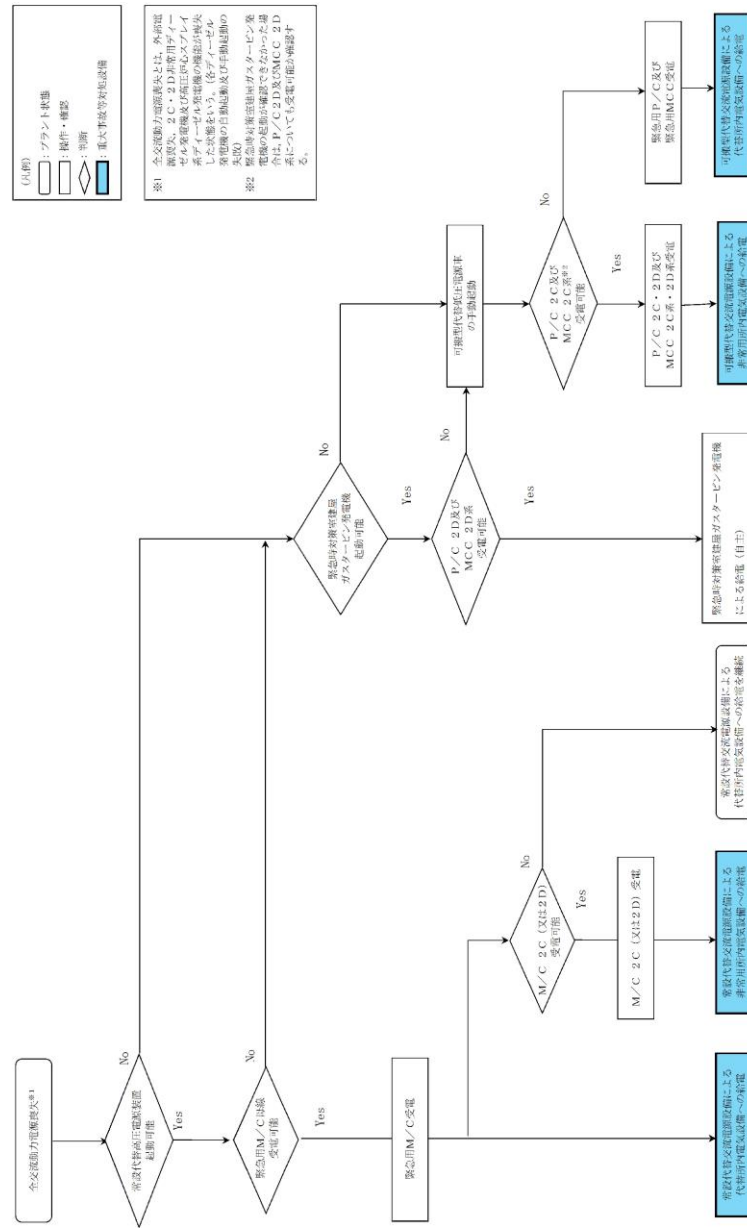 (凡例)
：プラント状態
：操作・確認
：判断
：重大事故等対処設備
※1 全交流動力電源喪失とは，外部電
源喪失，2C・2D非常用ディー
ゼル発電機及び高圧炉心スプレイ
系ディーゼル発電機の機能が喪失
した状態をいう。（各ディーゼル
発電機の自動起動及び手動起動の
失敗）
※2 緊急時対策室建屋ガスタービン発
電機の起動が確認できなかった場
合は，P／C 2D及びMCC 2D
系についても受電可能か確認す
る。
全交流動力電源喪失※1
常設代替高圧電源装置
起動可能
No
Yes
緊急用M／C母線
受電可能
No
Yes
緊急用M／C受電
M／C 2C（又は2D）
受電可能
No
Yes
M／C 2C（又は2D）受電
緊急時対策室建屋
ガスタービン発電機
起動可能
No
Yes
P／C 2D及び
MCC 2D系
受電可能
No
Yes
可搬型代替低圧電源車
の手動起動
P／C 2C及び
MCC 2C系※2
受電可能
No
Yes
P／C 2C・2D及び
MCC 2C系・2D系受電
緊急用P／C及び
緊急用MCC受電
常設代替交流電源設備による
代替所内電気設備への給電
常設代替交流電源設備による
非常用所内電気設備への給電
常設代替交流電源設備による
代替所内電気設備への給電を継続
緊急時対策室建屋ガスタービン発電機
による給電（自主）
可搬型代替交流電源設備による
非常用所内電気設備への給電
可搬型代替交流電源設備による
代替所内電気設備への給電